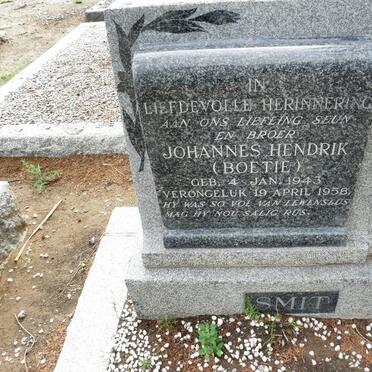 IN
LIEFDEVOLLE HERINNERING
AAN ONS LIEFLING SEUN
EN BROER
JOHANNES HENDRIK
(BOETIE)
GEB. 4 JAN. 1943
VERONGELUK 19 APRIL 1958.
HY WAS SO VOL VAN LEWENSLUS
MAG HY NOU SALIG RUS.
SMIT